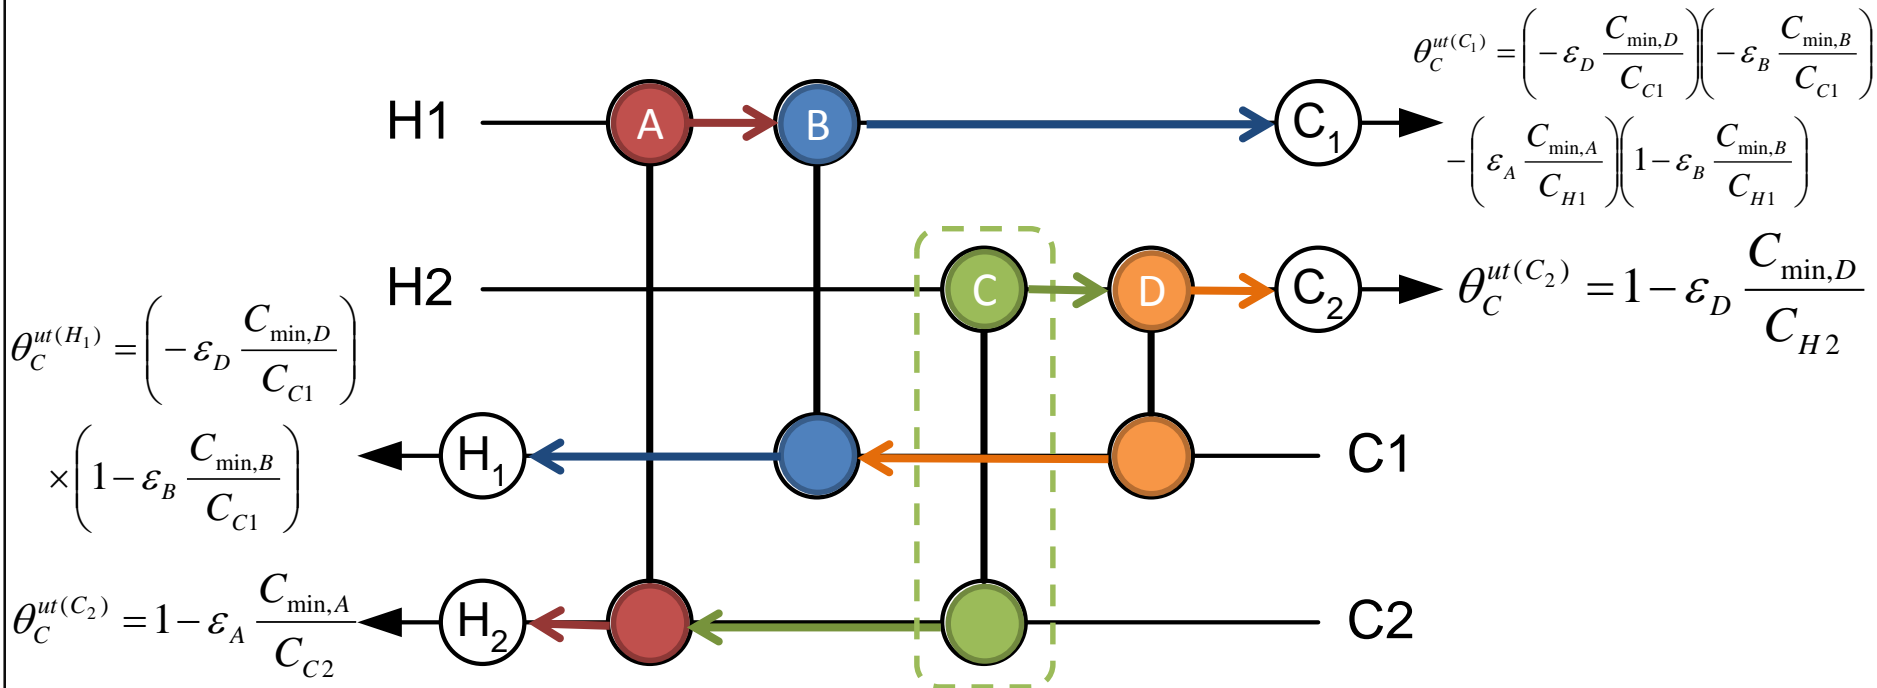 θ_C^{ut(C_1)} = (−ε_D C_{min,D}/C_{C1})(−ε_B C_{min,B}/C_{C1})
H1 A B C_1
−(ε_A C_{min,A}/C_{H1})(1−ε_B C_{min,B}/C_{H1})
H2 C D C_2 θ_C^{ut(C_2)} = 1−ε_D C_{min,D}/C_{H2}
θ_C^{ut(H_1)} = (−ε_D C_{min,D}/C_{C1})
×(1−ε_B C_{min,B}/C_{C1})
H_1 C1
θ_C^{ut(C_2)} = 1−ε_A C_{min,A}/C_{C2}
H_2 C2